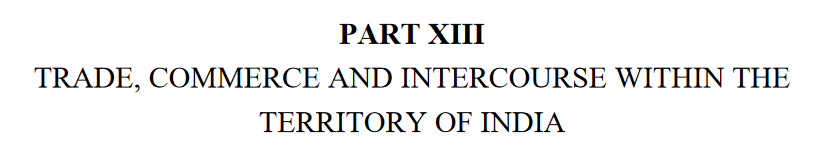 PART XIII
TRADE, COMMERCE AND INTERCOURSE WITHIN THE
TERRITORY OF INDIA